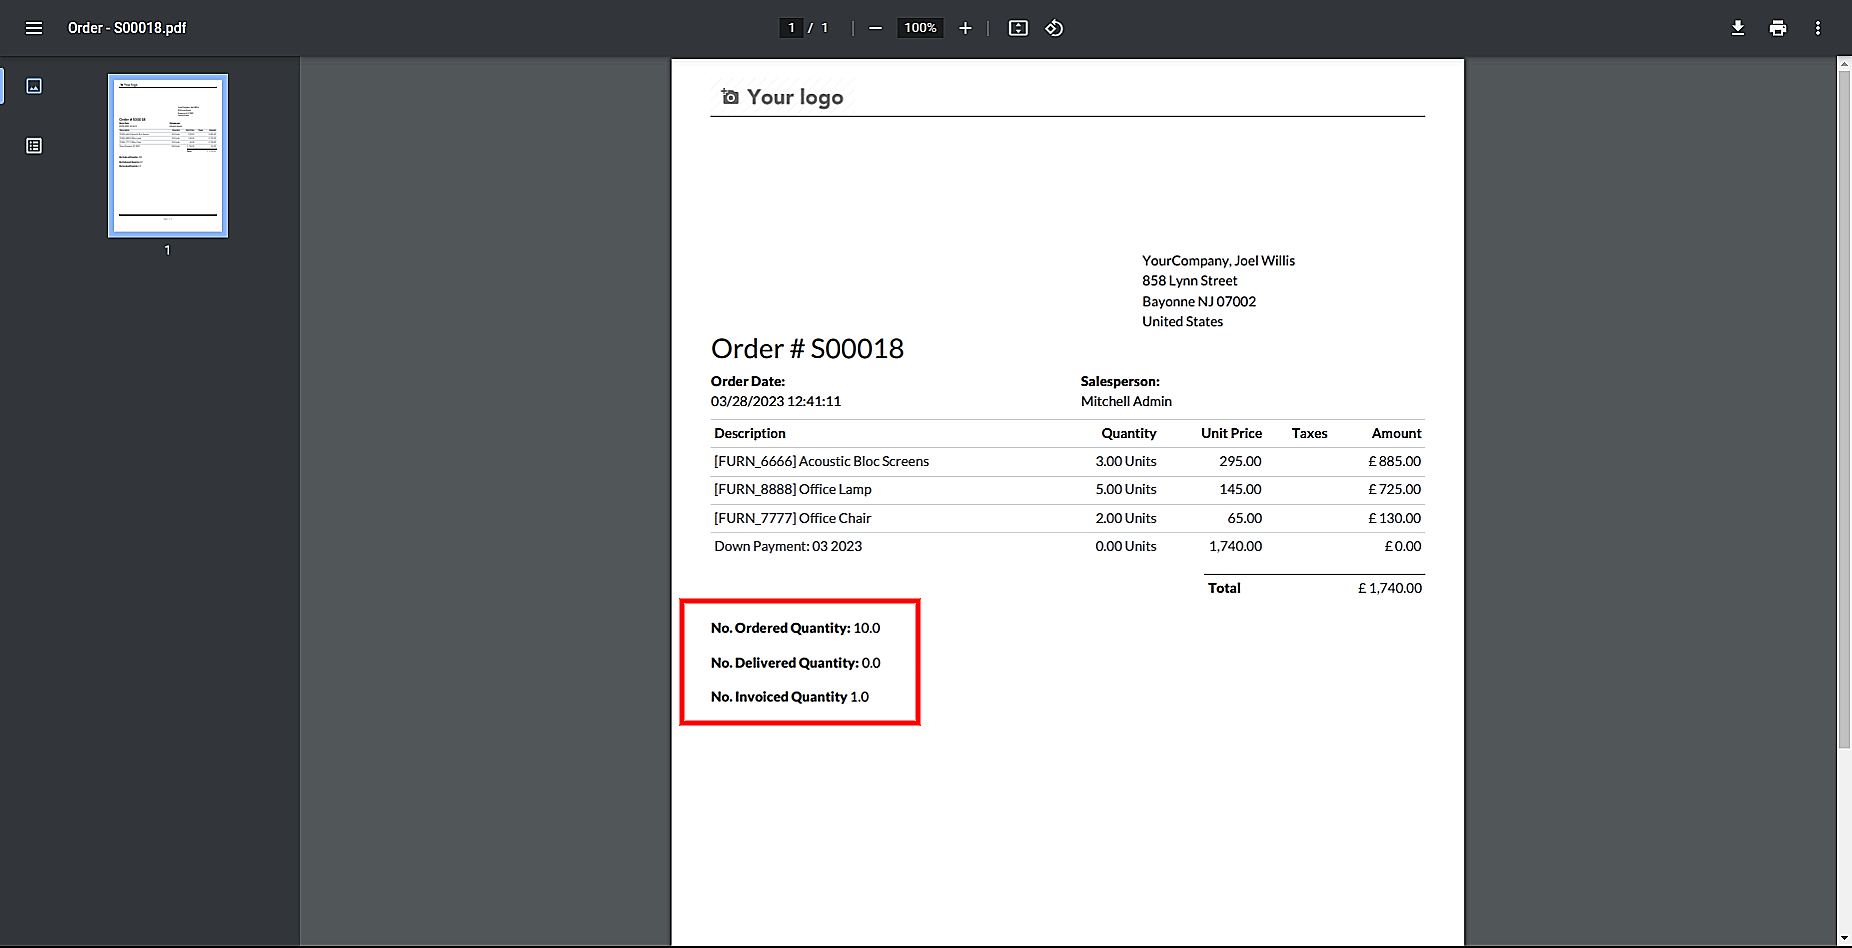 Order - S00018.pdf
1 / 1
100%
1
Your logo
YourCompany, Joel Willis
858 Lynn Street
Bayonne NJ 07002
United States
Order # S00018
Order Date: Salesperson:
03/28/2023 12:41:11 Mitchell Admin
Description Quantity Unit Price Taxes Amount
[FURN_6666] Acoustic Bloc Screens 3.00 Units 295.00 £ 885.00
[FURN_8888] Office Lamp 5.00 Units 145.00 £ 725.00
[FURN_7777] Office Chair 2.00 Units 65.00 £ 130.00
Down Payment: 03 2023 0.00 Units 1,740.00 £ 0.00
Total £ 1,740.00
No. Ordered Quantity: 10.0
No. Delivered Quantity: 0.0
No. Invoiced Quantity 1.0